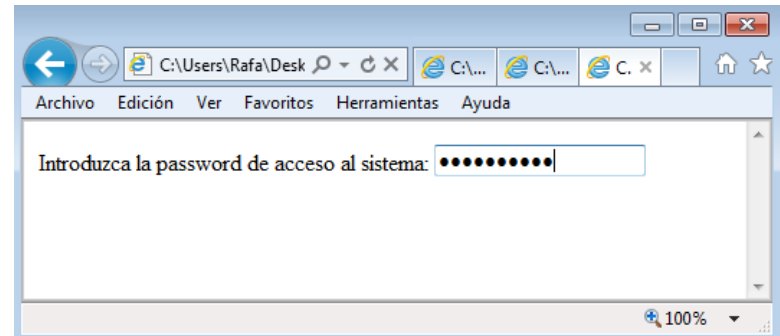 C:\Users\Rafa\Desk
C:\...
C:\...
C.
Archivo Edición Ver Favoritos Herramientas Ayuda
Introduzca la password de acceso al sistema: ••••••••••
100%